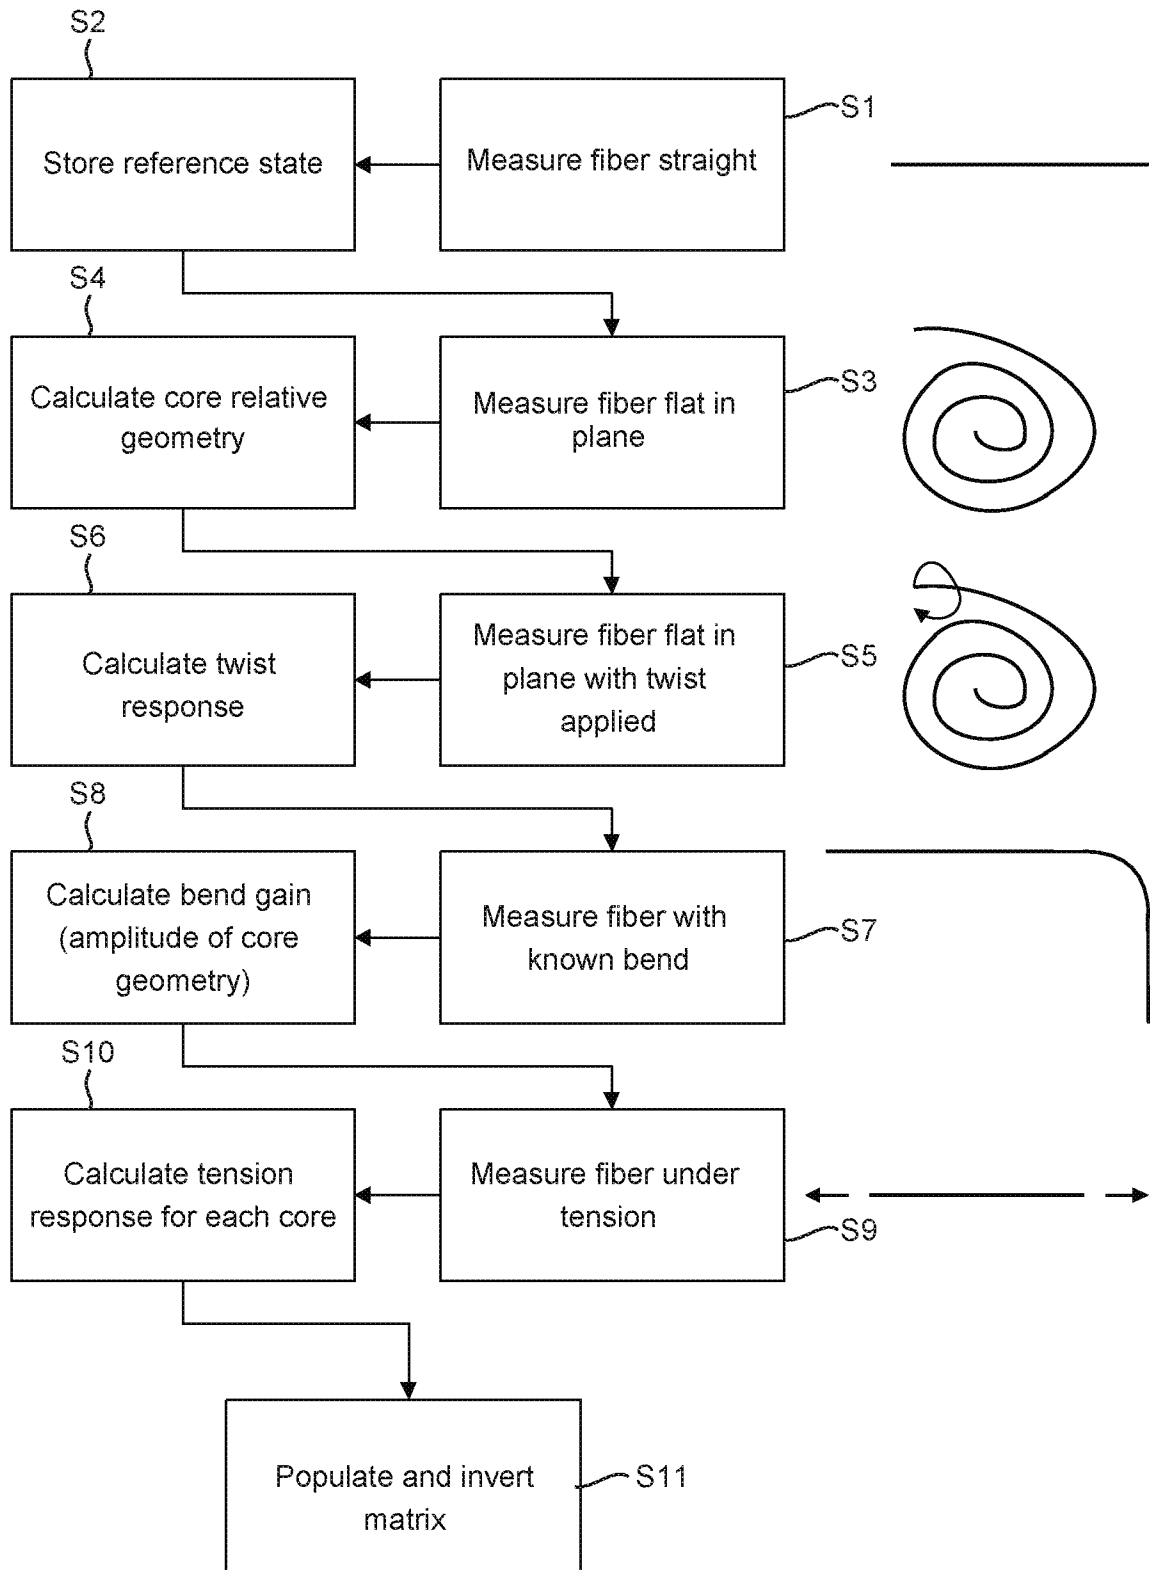 S2
S1
Store reference state
Measure fiber straight
S4
S3
Calculate core relative
geometry
Measure fiber flat in
plane
S6
S5
Calculate twist
response
Measure fiber flat in
plane with twist
applied
S8
S7
Calculate bend gain
(amplitude of core
geometry)
Measure fiber with
known bend
S10
S9
Calculate tension
response for each core
Measure fiber under
tension
S11
Populate and invert
matrix